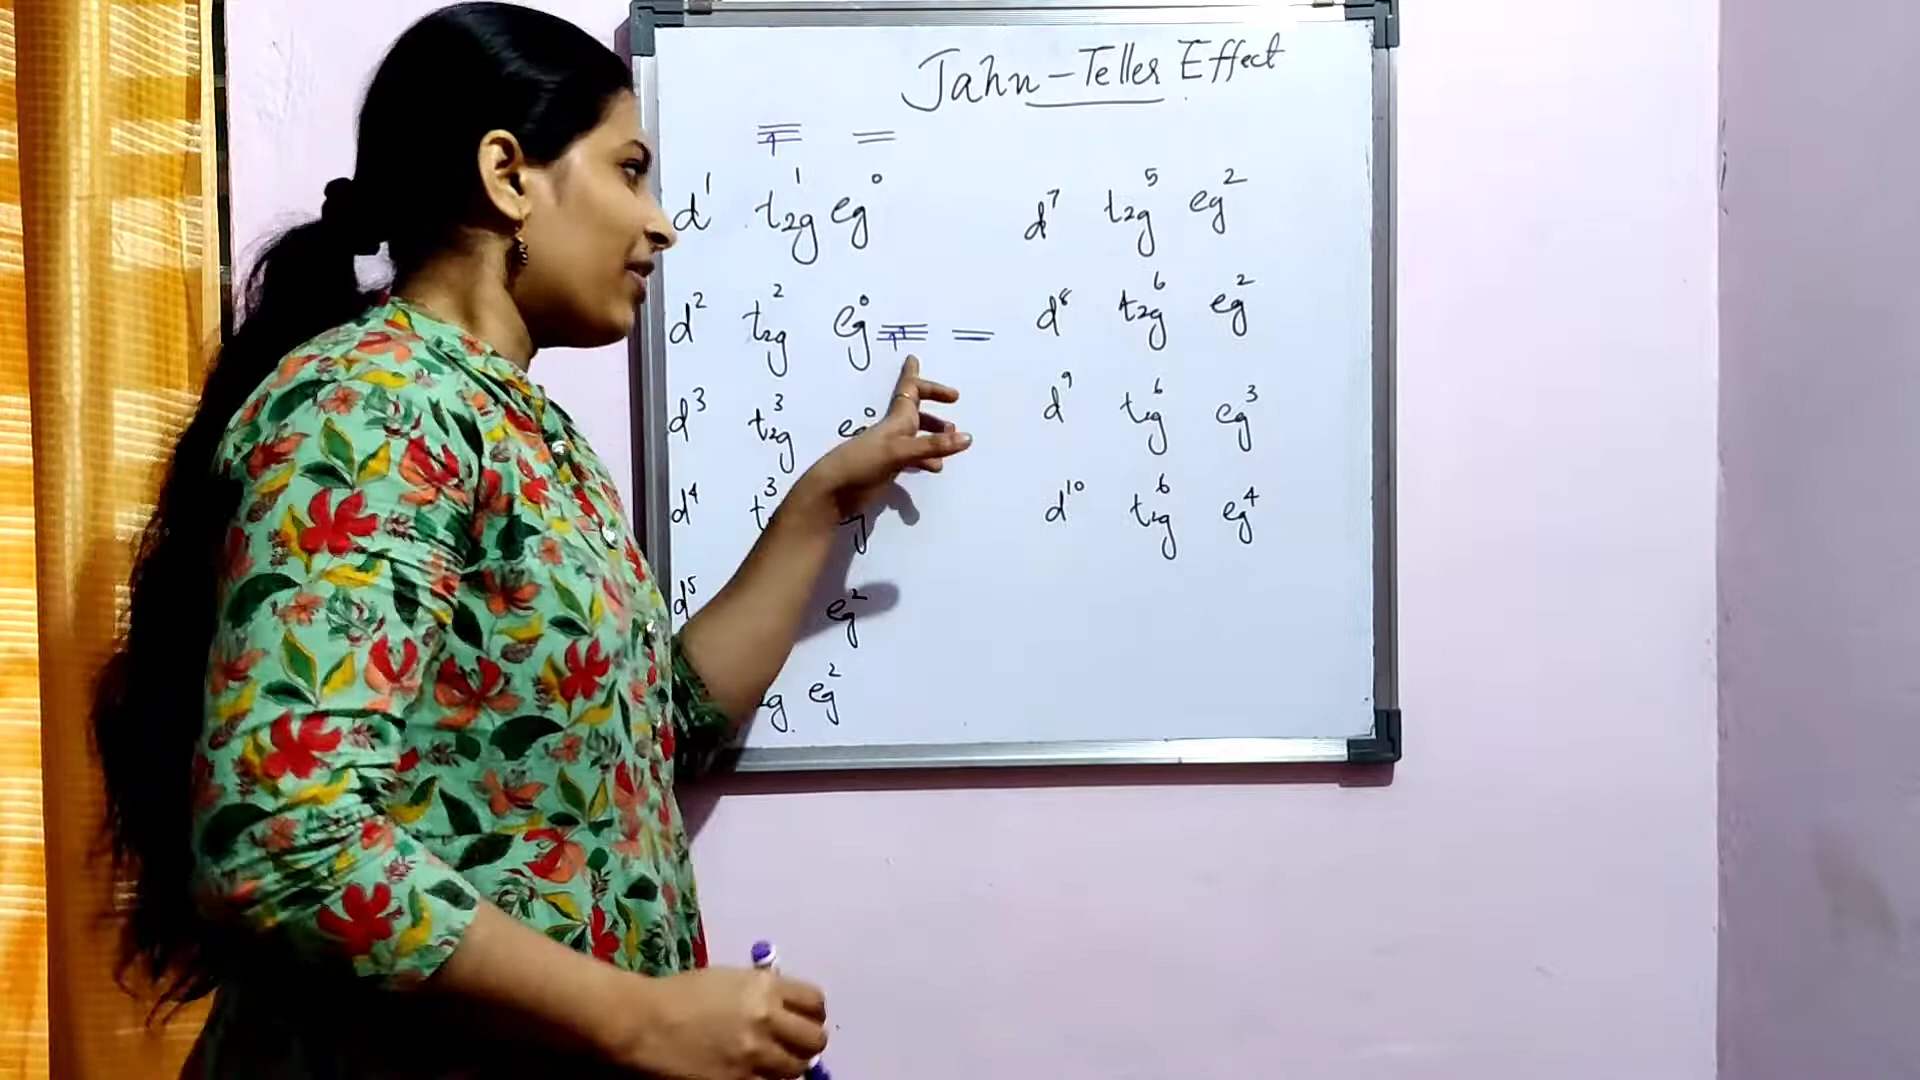 Jahn-Teller Effect
d¹ t₂g¹ eg⁰
d² t₂g² eg⁰
d³ t₂g³ eg⁰
d⁴ t₂³ g
d⁵ eg²
₂g eg²
d⁷ t₂g⁵ eg²
d⁸ t₂g⁶ eg²
d⁹ t₂g⁶ eg³
d¹⁰ t₂g⁶ eg⁴